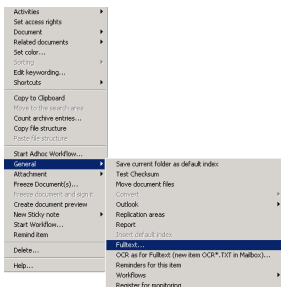 Activities
Set access rights
Document
Related documents
Set color...
Sorting
Edit keywording...
Shortcuts
Copy to Clipboard
Move to the search area
Count archive entries...
Copy file structure
Paste file structure
Start Adhoc Workflow...
General
Attachment
Freeze Document(s)...
Freeze document and sign it
Create document preview
New Sticky note
Start Workflow...
Remind item
Delete...
Help...
Save current folder as default index
Test Checksum
Move document files
Convert
Outlook
Replication areas
Report
Insert default index
Fulltext...
OCR as for Fulltext (new item OCR*.TXT in Mailbox)...
Reminders for this item
Workflows
Register for monitoring